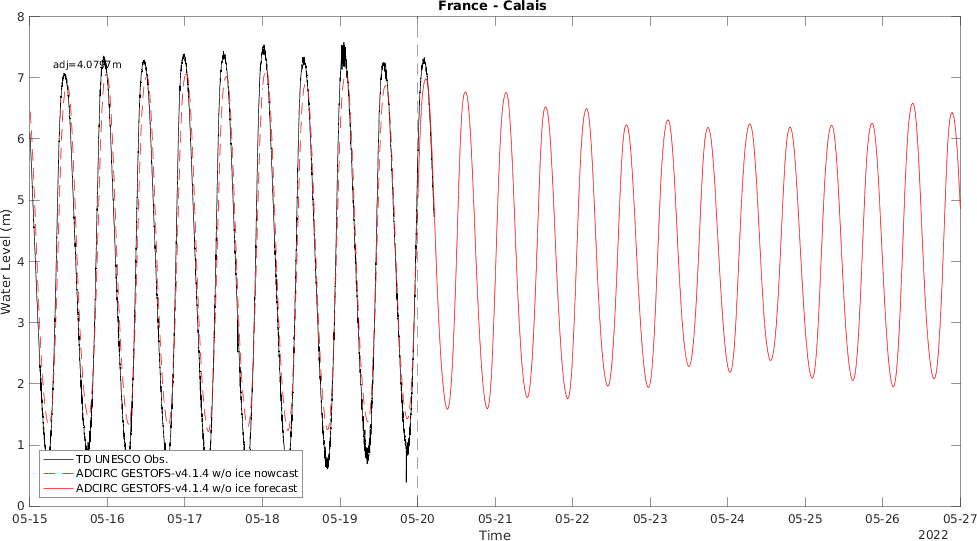 France - Calais
8
7
6
5
4
3
2
1
0
Water Level (m)
adj=4.0797m
TD UNESCO Obs.
ADCIRC GESTOFS-v4.1.4 w/o ice nowcast
ADCIRC GESTOFS-v4.1.4 w/o ice forecast
05-15 05-16 05-17 05-18 05-19 05-20 05-21 05-22 05-23 05-24 05-25 05-26 05-27
Time
2022